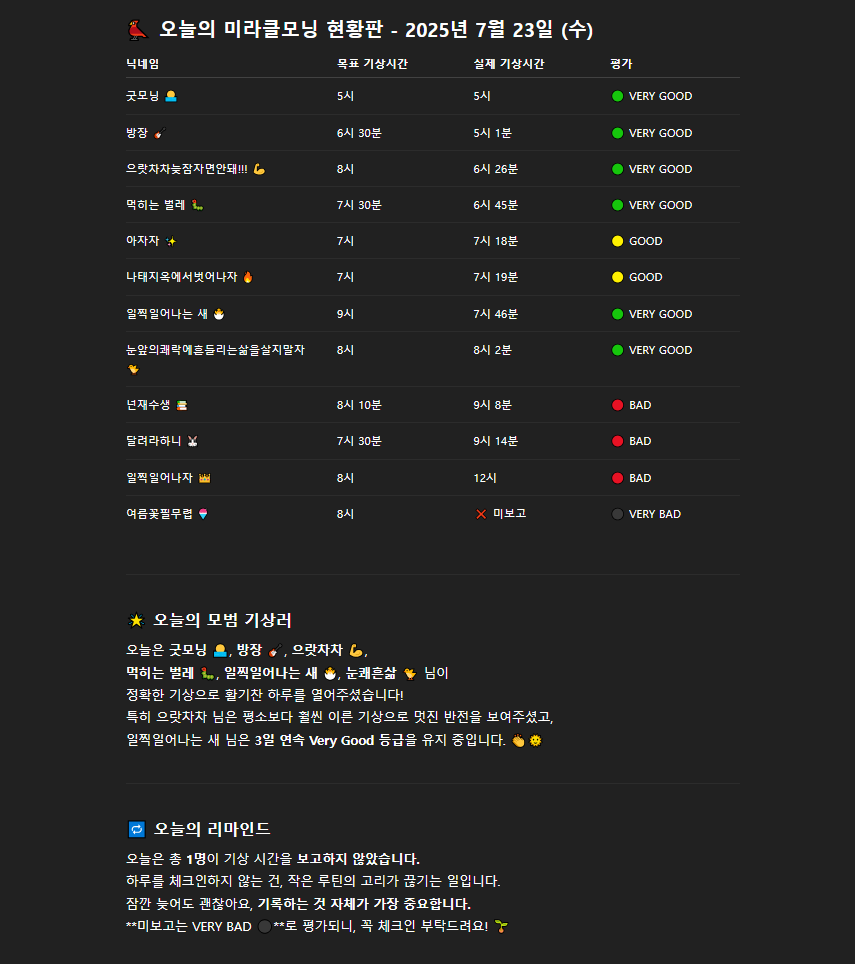 🐦‍🔥 오늘의 미라클모닝 현황판 - 2025년 7월 23일 (수)
닉네임 목표 기상시간 실제 기상시간 평가
굿모닝 5시 5시 🟢 VERY GOOD
방장 🎸 6시 30분 5시 1분 🟢 VERY GOOD
으랏차차늦잠자면안돼!!! 💪 8시 6시 26분 🟢 VERY GOOD
먹히는 벌레 🐛 7시 30분 6시 45분 🟢 VERY GOOD
아자자 ✨ 7시 7시 18분 🟡 GOOD
나태지옥에서벗어나자 🔥 7시 7시 19분 🟡 GOOD
일찍일어나는 새 🐣 9시 7시 46분 🟢 VERY GOOD
눈앞의쾌락에흔들리는삶을살지말자 8시 8시 2분 🟢 VERY GOOD
🐤
넌재수생 📚 8시 10분 9시 8분 🔴 BAD
달려라하니 🐰 7시 30분 9시 14분 🔴 BAD
일찍일어나자 👑 8시 12시 🔴 BAD
여름꽃필무렵 🍧 8시 ❌ 미보고 ⚫ VERY BAD
🌟 오늘의 모범 기상러
오늘은 굿모닝, 방장 🎸, 으랏차차 💪,
먹히는 벌레 🐛, 일찍일어나는 새 🐣, 눈쾌흔삶 🐤 님이
정확한 기상으로 활기찬 하루를 열어주셨습니다!
특히 으랏차차 님은 평소보다 훨씬 이른 기상으로 멋진 반전을 보여주셨고,
일찍일어나는 새 님은 3일 연속 Very Good 등급을 유지 중입니다. 👏🌞
🔁 오늘의 리마인드
오늘은 총 1명이 기상 시간을 보고하지 않았습니다.
하루를 체크인하지 않는 건, 작은 루틴의 고리가 끊기는 일입니다.
잠깐 늦어도 괜찮아요, 기록하는 것 자체가 가장 중요합니다.
**미보고는 VERY BAD ⚫**로 평가되니, 꼭 체크인 부탁드려요! 🌱